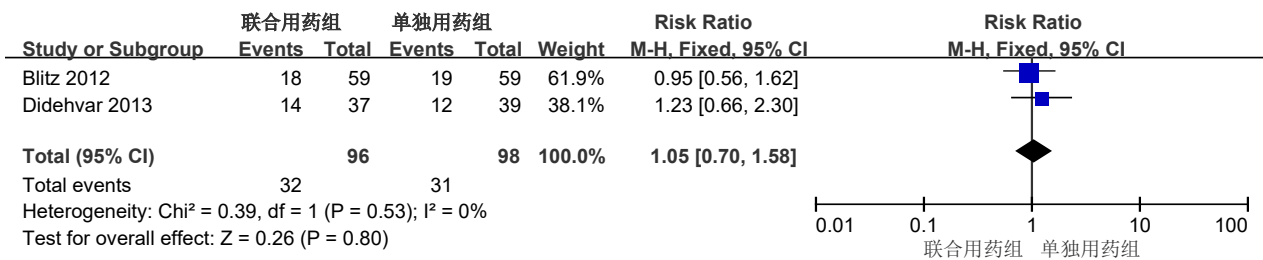 联合用药组 单独用药组 Risk Ratio Risk Ratio
Study or Subgroup Events Total Events Total Weight M-H, Fixed, 95% CI M-H, Fixed, 95% CI
Blitz 2012 18 59 19 59 61.9% 0.95 [0.56, 1.62]
Didehvar 2013 14 37 12 39 38.1% 1.23 [0.66, 2.30]
Total (95% CI) 96 98 100.0% 1.05 [0.70, 1.58]
Total events 32 31
Heterogeneity: Chi² = 0.39, df = 1 (P = 0.53); I² = 0%
Test for overall effect: Z = 0.26 (P = 0.80)
0.01 0.1 1 10 100
联合用药组 单独用药组